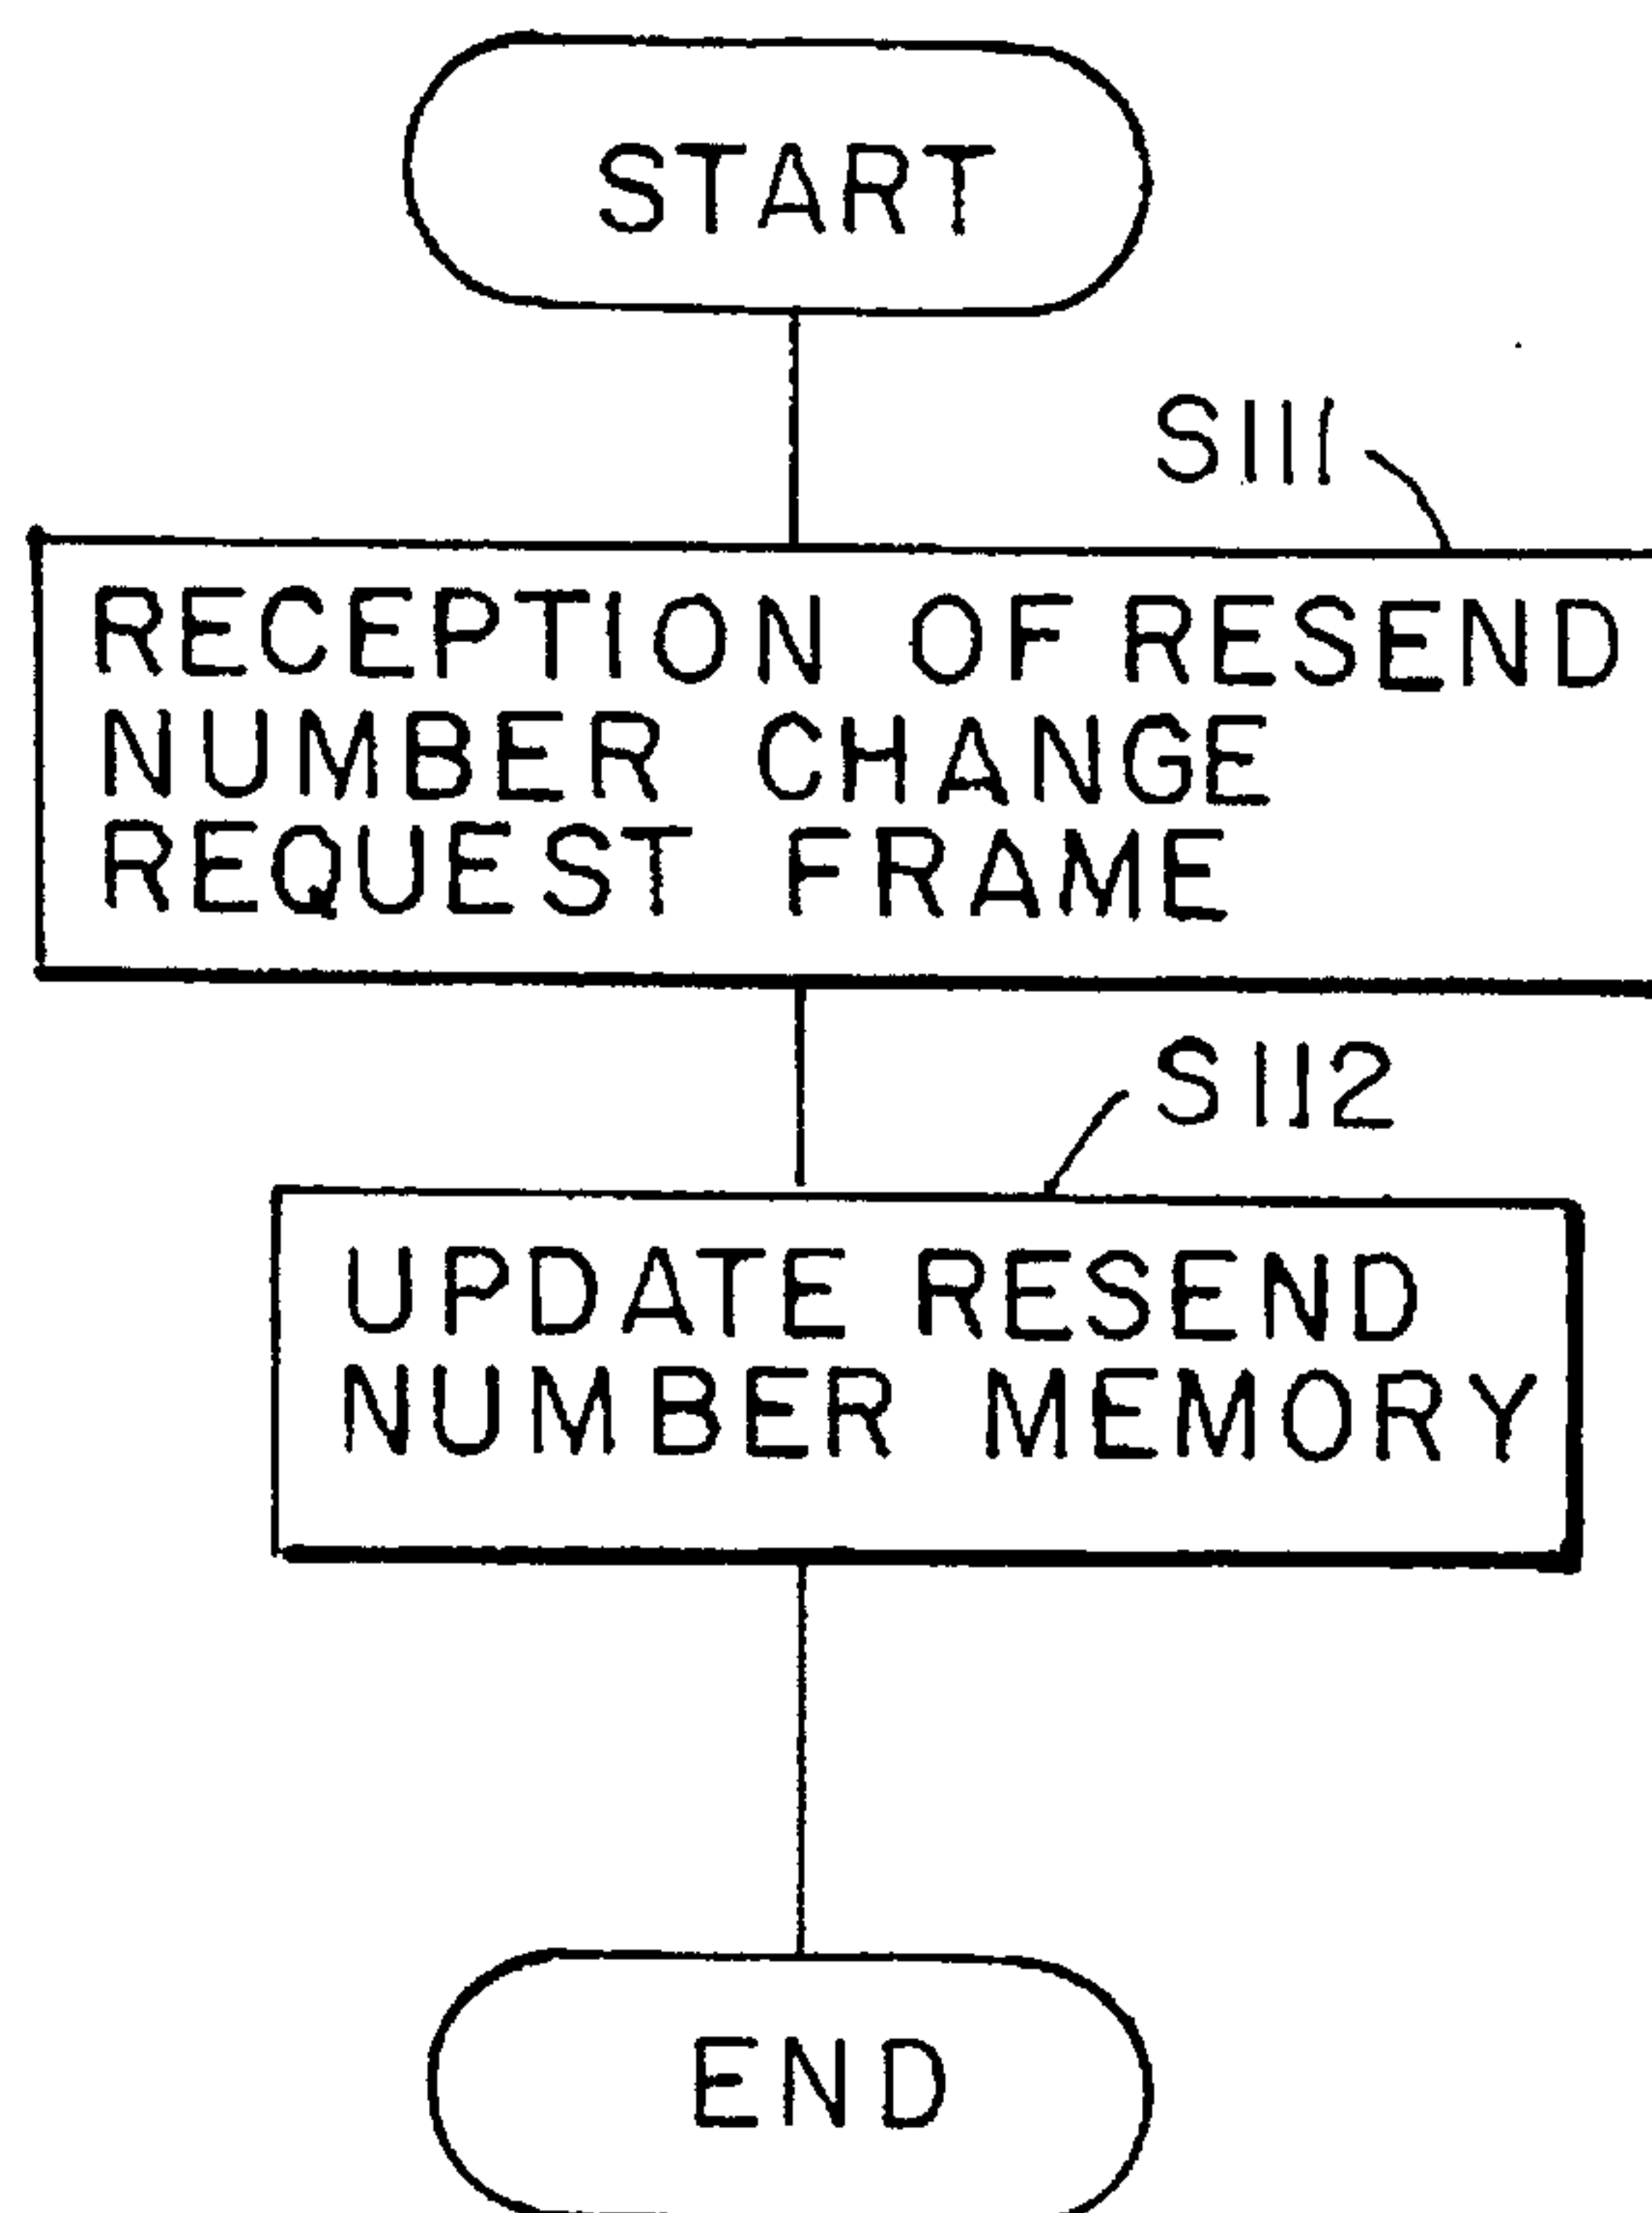 START
S111
RECEPTION OF RESEND
NUMBER CHANGE
REQUEST FRAME
S112
UPDATE RESEND
NUMBER MEMORY
END